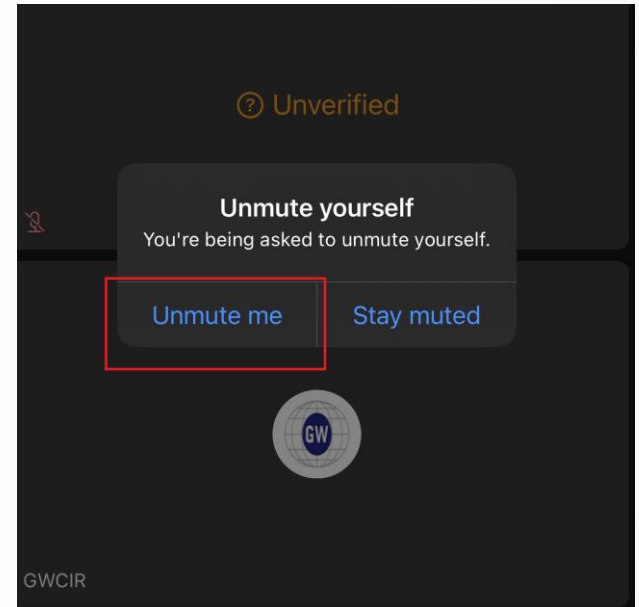 Unverified
Unmute yourself
You're being asked to unmute yourself.
Unmute me
Stay muted
GW
GWCIR